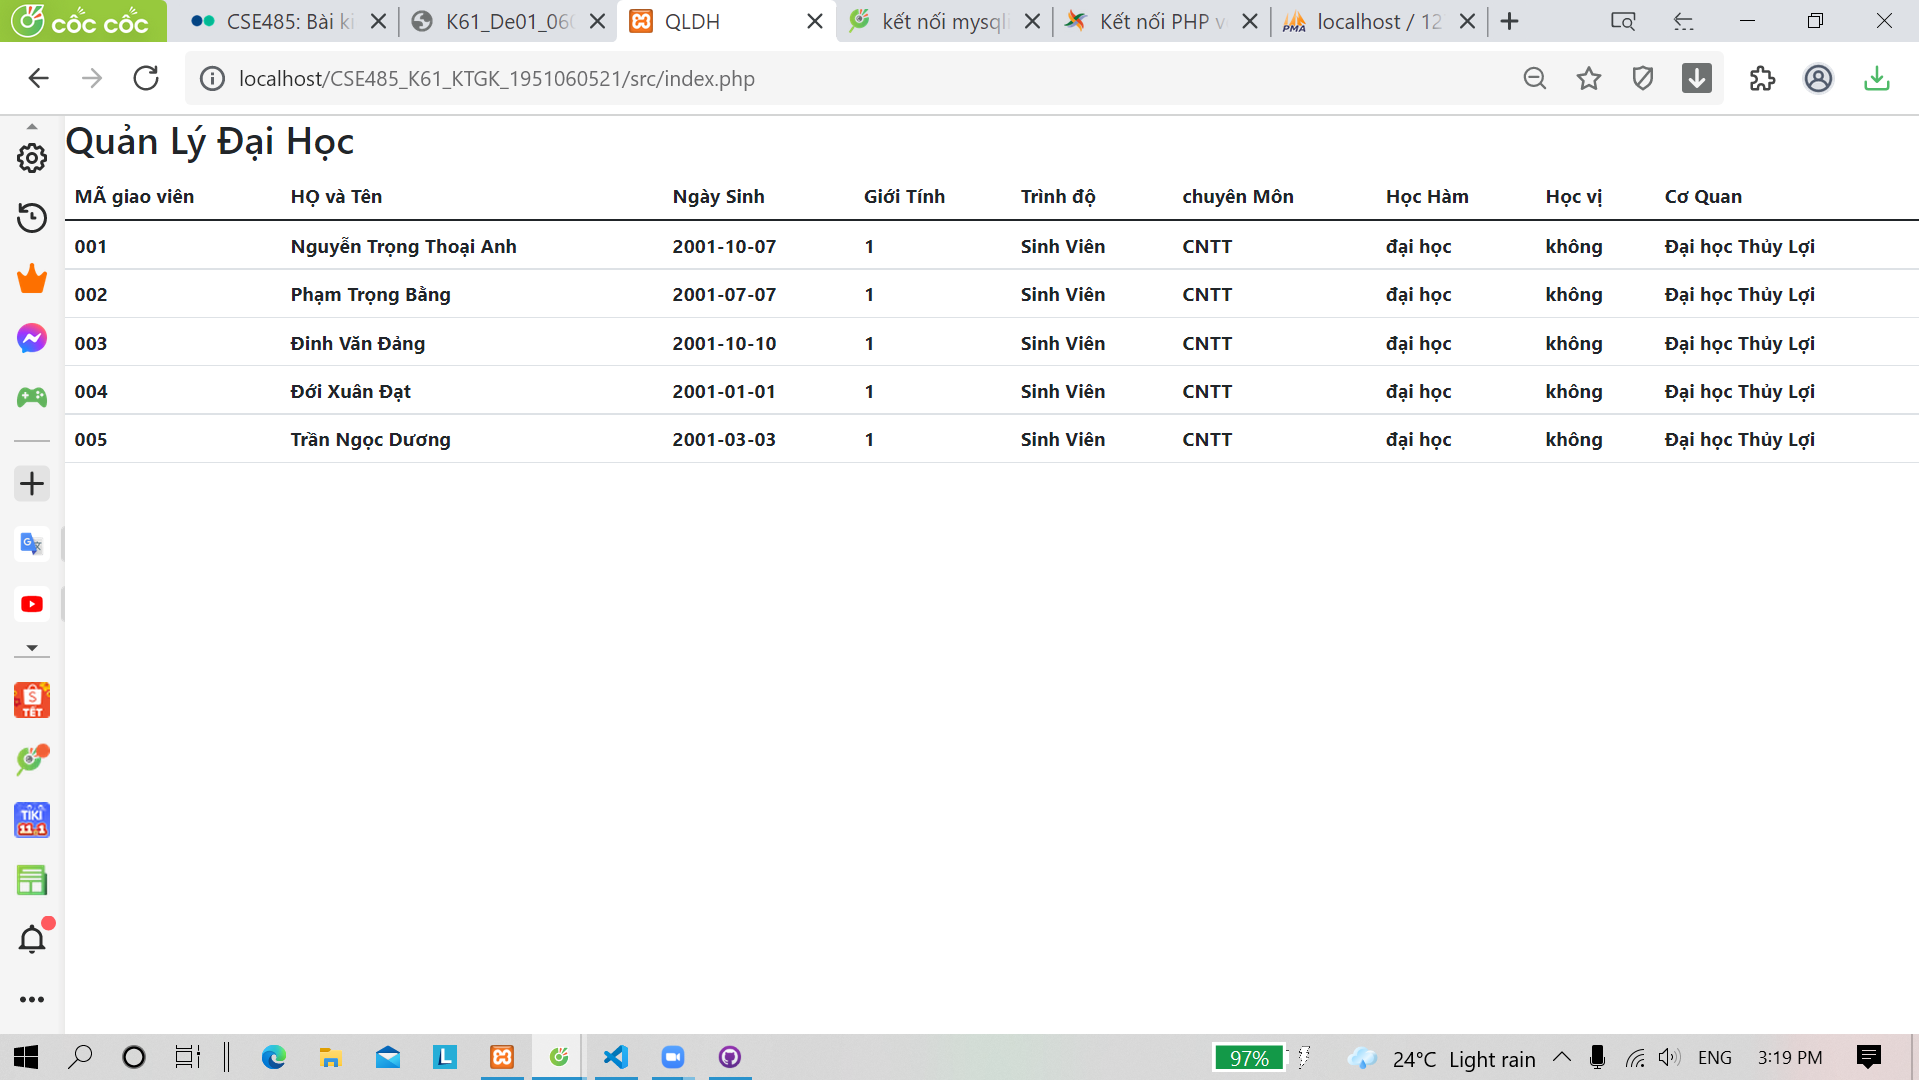 cốc cốc CSE485: Bài ki K61_De01_060 QLDH kết nối mysqli Kết nối PHP v localhost / 12
localhost/CSE485_K61_KTGK_1951060521/src/index.php
Quản Lý Đại Học
MÃ giao viên HỌ và Tên Ngày Sinh Giới Tính Trình độ chuyên Môn Học Hàm Học vị Cơ Quan
001 Nguyễn Trọng Thoại Anh 2001-10-07 1 Sinh Viên CNTT đại học không Đại học Thủy Lợi
002 Phạm Trọng Bằng 2001-07-07 1 Sinh Viên CNTT đại học không Đại học Thủy Lợi
003 Đinh Văn Đảng 2001-10-10 1 Sinh Viên CNTT đại học không Đại học Thủy Lợi
004 Đới Xuân Đạt 2001-01-01 1 Sinh Viên CNTT đại học không Đại học Thủy Lợi
005 Trần Ngọc Dương 2001-03-03 1 Sinh Viên CNTT đại học không Đại học Thủy Lợi
TẾT
TIKI
11.1
97% 24°C Light rain ENG 3:19 PM